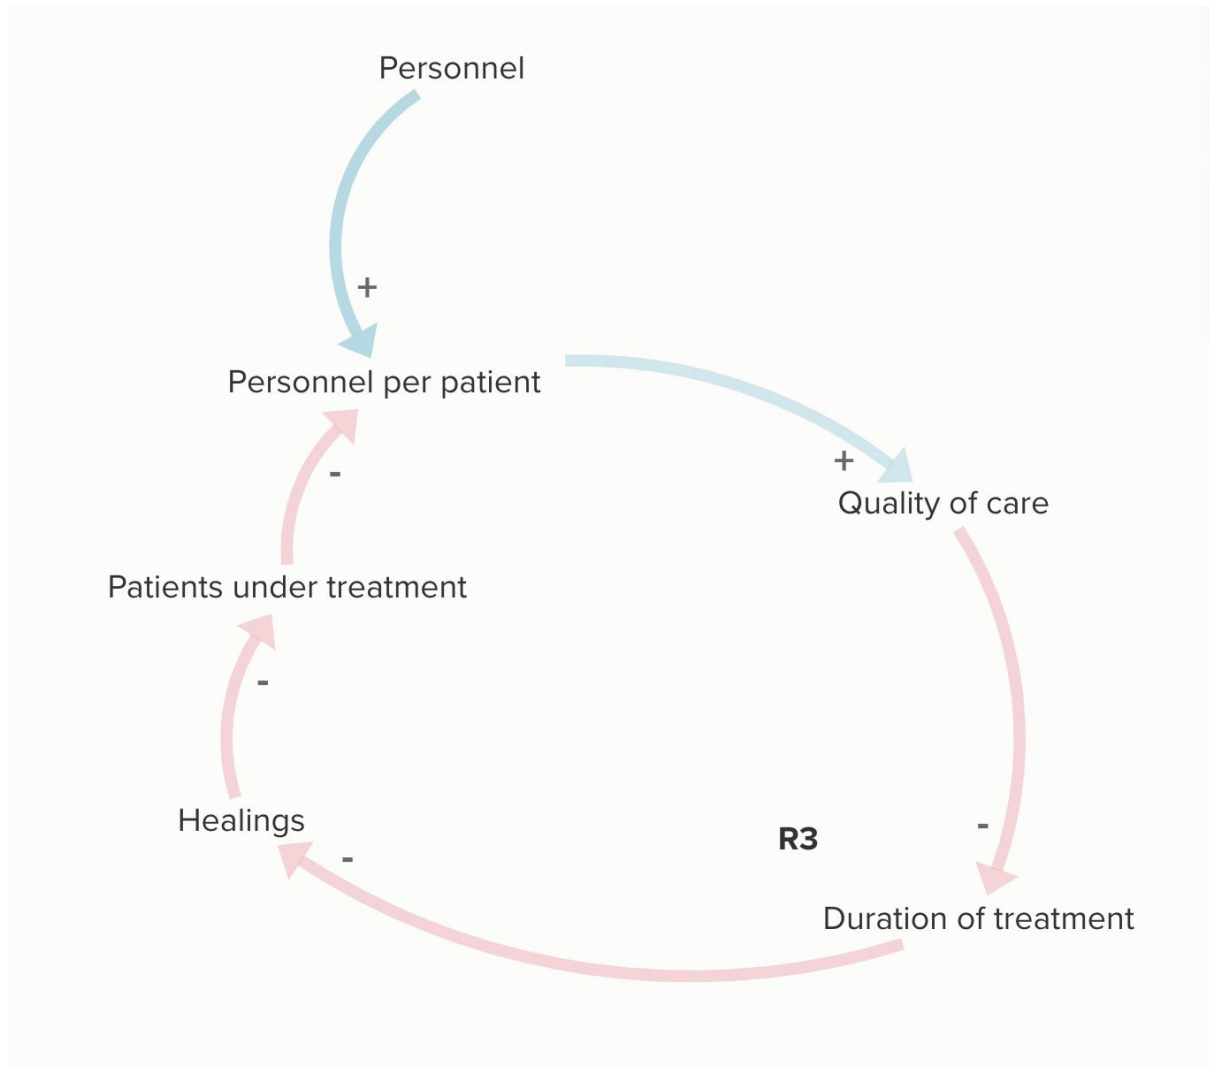 Personnel
+
Personnel per patient
+
-
Quality of care
Patients under treatment
-
Healings
R3
-
-
Duration of treatment